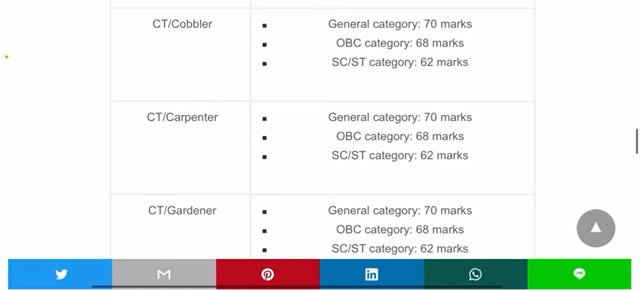 CT/Cobbler
General category: 70 marks
OBC category: 68 marks
SC/ST category: 62 marks
CT/Carpenter
General category: 70 marks
OBC category: 68 marks
SC/ST category: 62 marks
CT/Gardener
General category: 70 marks
OBC category: 68 marks
SC/ST category: 62 marks